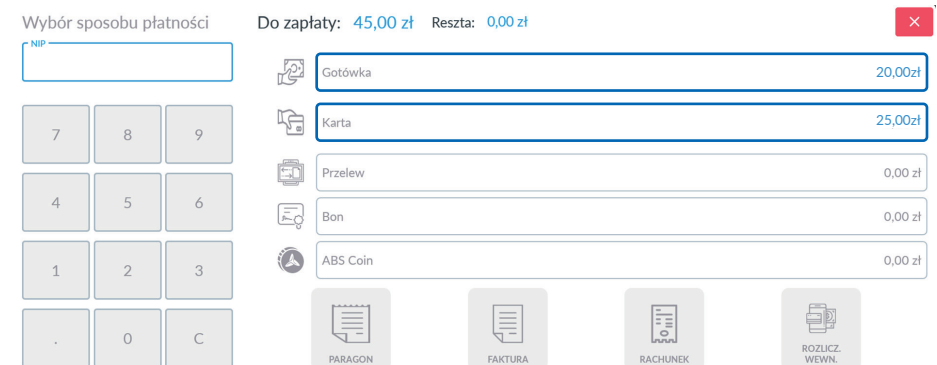 Wybór sposobu płatności
Do zapłaty: 45,00 zł Reszta: 0,00 zł
NIP
Gotówka 20,00zł
Karta 25,00zł
Przelew 0,00 zł
Bon 0,00 zł
ABS Coin 0,00 zł
7 8 9
4 5 6
1 2 3
. 0 C
PARAGON
FAKTURA
RACHUNEK
ROZLICZ.
WEWN.